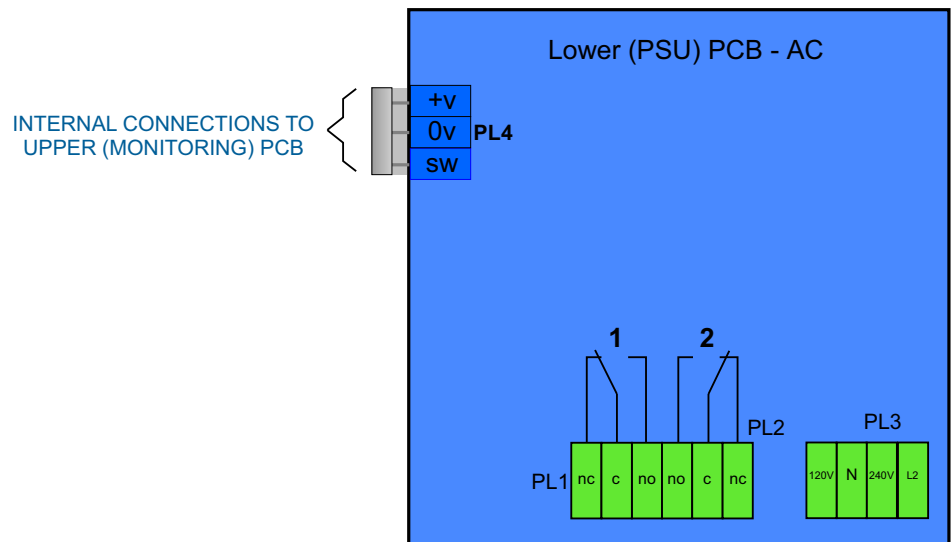 Lower (PSU) PCB - AC
INTERNAL CONNECTIONS TO
UPPER (MONITORING) PCB
+v
0v
sw
PL4
1
2
PL1
nc
c
no
no
c
nc
PL2
PL3
120V
N
240V
L2